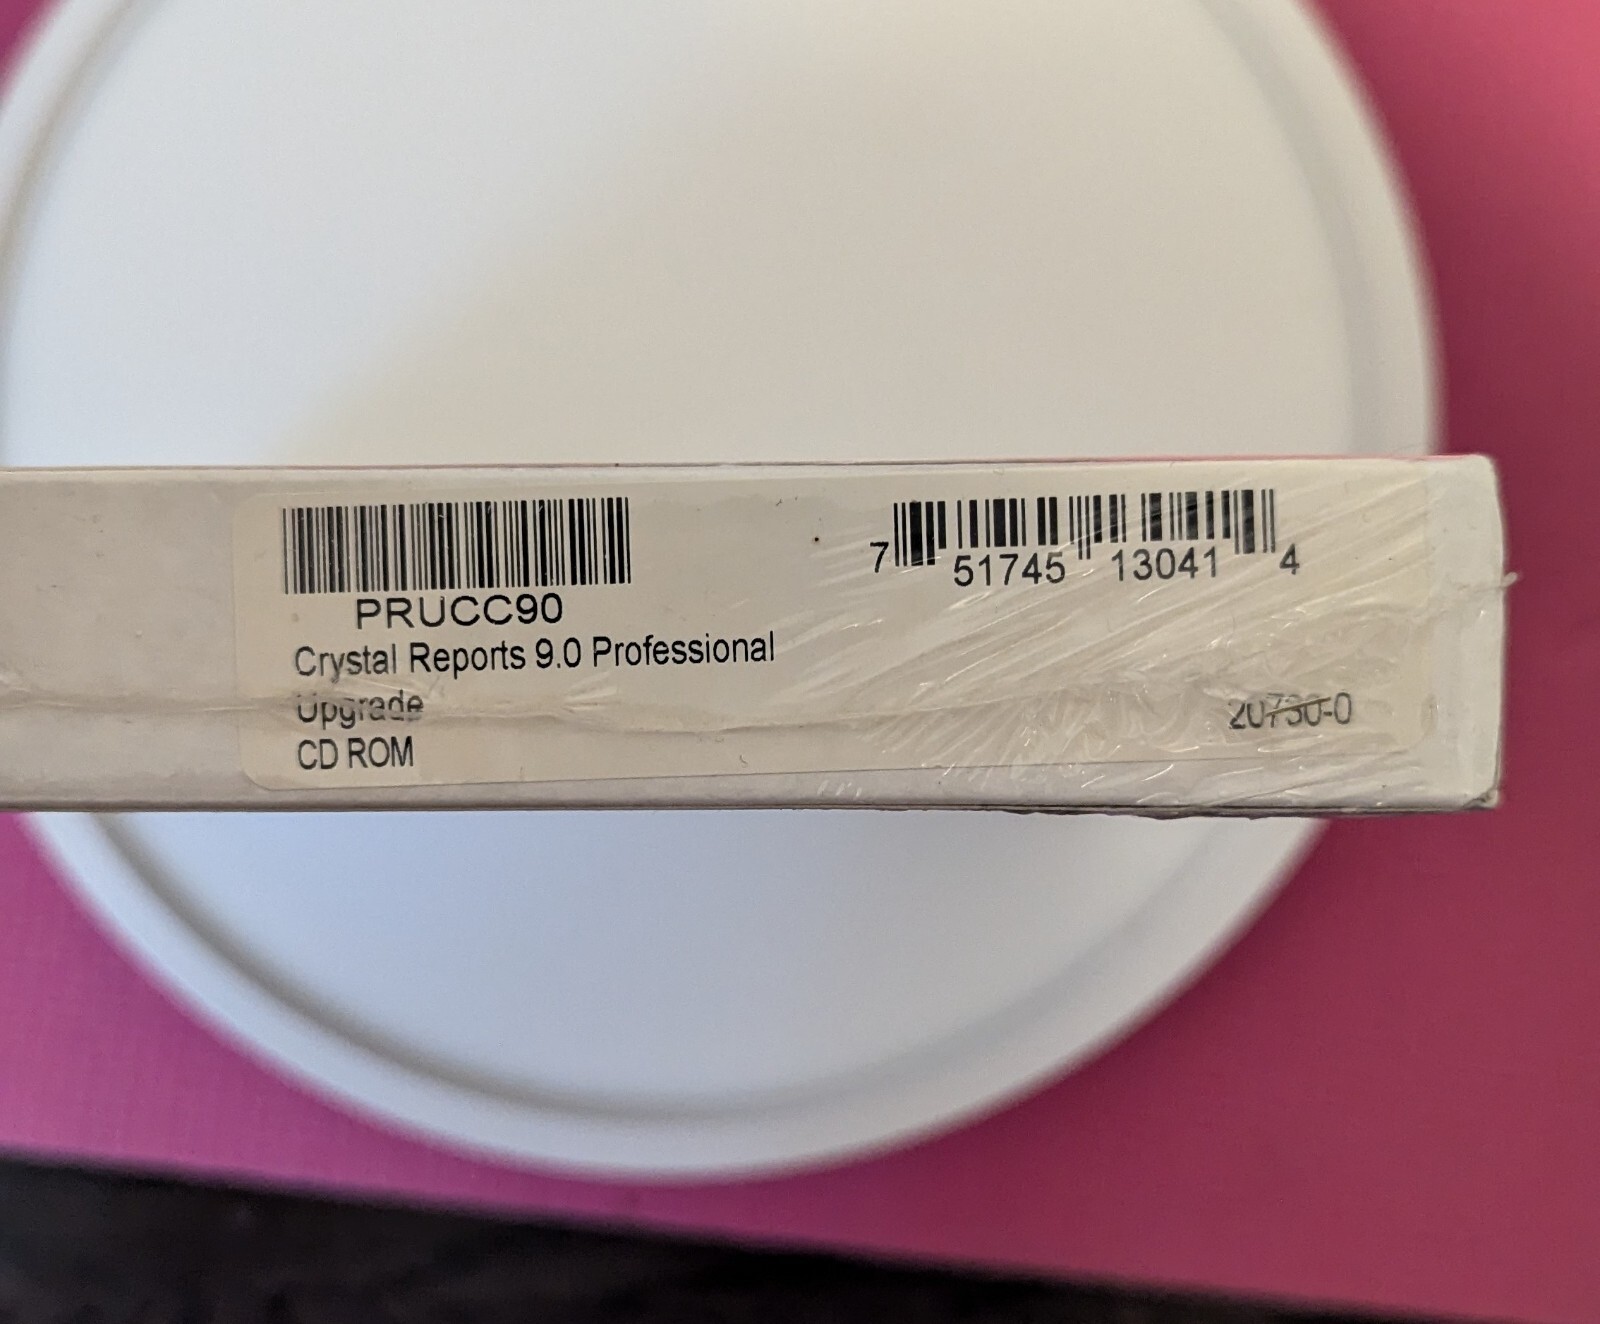 PRUCC90
7 51745 13041 4
Crystal Reports 9.0 Professional
Upgrade
20730-0
CD ROM